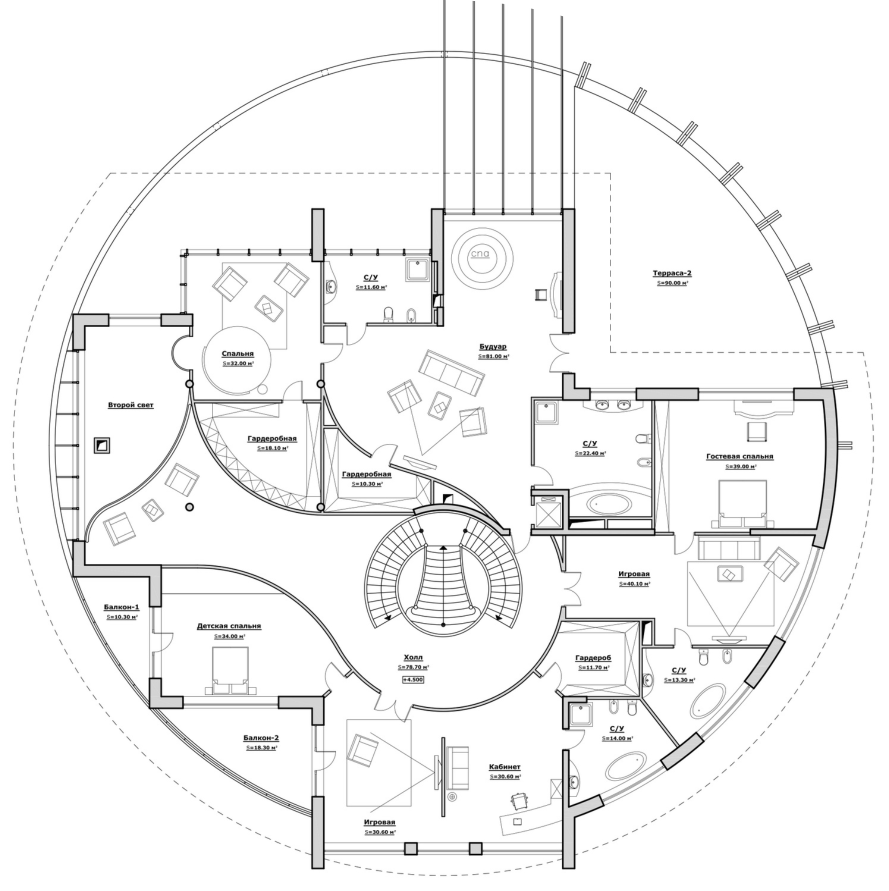 спа
Терраса-2
S=90.00 м²
С/У
S=11.60 м²
Спальня
S=32.00 м²
Будуар
S=81.00 м²
Второй свет
Гардеробная
S=18.10 м²
Гардеробная
S=10.30 м²
С/У
S=22.40 м²
Гостевая спальня
S=39.00 м²
Игровая
S=40.10 м²
Балкон-1
S=10.30 м²
Детская спальня
S=34.00 м²
Холл
S=78.70 м²
+4.500
Гардероб
S=11.70 м²
С/У
S=13.30 м²
Балкон-2
S=18.30 м²
С/У
S=14.00 м²
Кабинет
S=30.60 м²
Игровая
S=30.60 м²